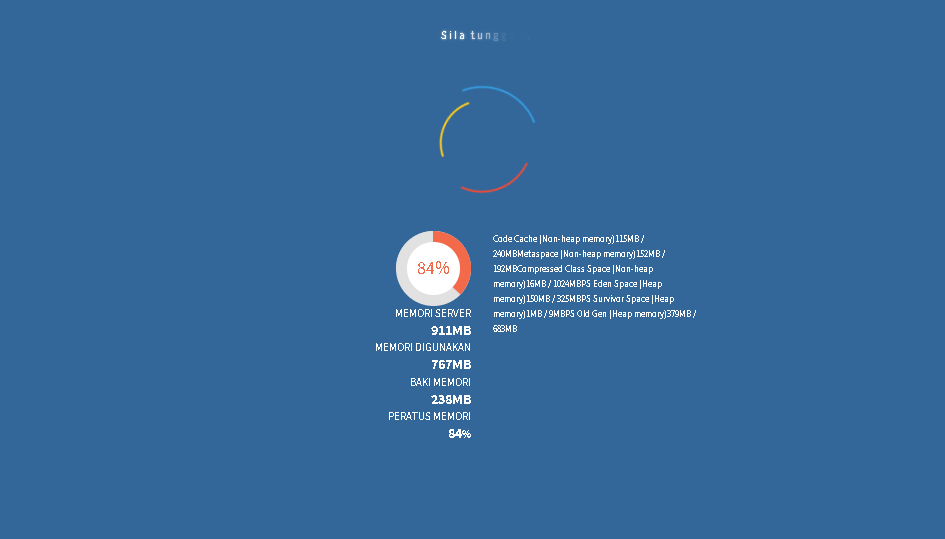 Sila tungg
84%
MEMORI SERVER
911MB
MEMORI DIGUNAKAN
767MB
BAKI MEMORI
238MB
PERATUS MEMORI
84%
Code Cache |Non-heap memory)115MB /
240MBMetaspace |Non-heap memory)152MB /
192MBCompressed Class Space |Non-heap
memory)16MB / 1024MBPS Eden Space |Heap
memory)150MB / 325MBPS Survivor Space |Heap
memory)1MB / 9MBPS Old Gen |Heap memory)379MB /
683MB